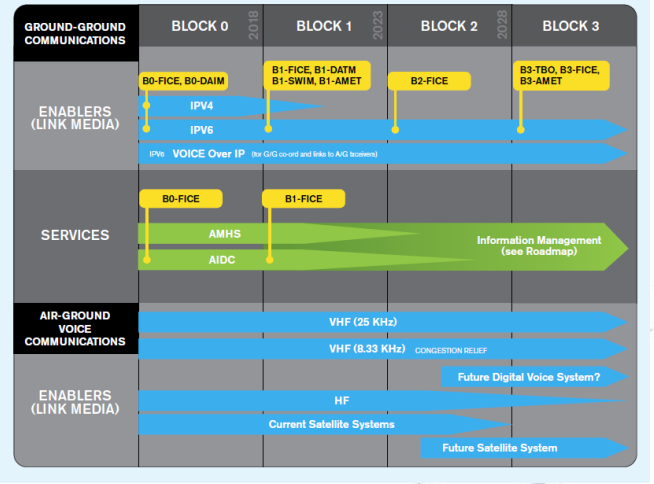 GROUND-GROUND
COMMUNICATIONS
BLOCK 0
2018
BLOCK 1
2023
BLOCK 2
2028
BLOCK 3
ENABLERS
(LINK MEDIA)
B0-FICE, B0-DAIM
B1-FICE, B1-DATM
B1-SWIM, B1-AMET
B2-FICE
B3-TBO, B3-FICE,
B3-AMET
IPV4
IPV6
IPV6 VOICE Over IP (for G/G co-ord and links to A/G txceivers)
SERVICES
B0-FICE
B1-FICE
AMHS
AIDC
Information Management
(see Roadmap)
AIR-GROUND
VOICE
COMMUNICATIONS
ENABLERS
(LINK MEDIA)
VHF (25 KHz)
VHF (8.33 KHz) CONGESTION RELIEF
Future Digital Voice System?
HF
Current Satellite Systems
Future Satellite System